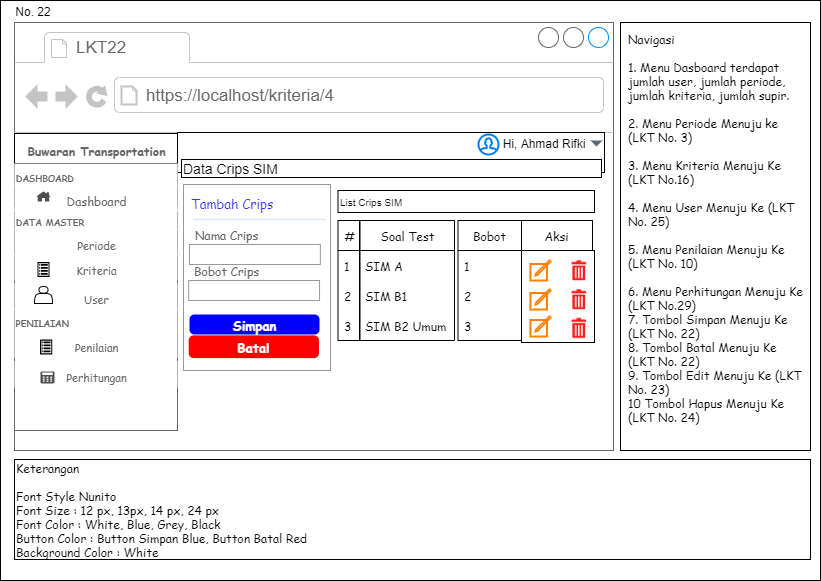 No. 22
LKT22
https://localhost/kriteria/4
Buwaran Transportation
Hi, Ahmad Rifki
DASHBOARD
Dashboard
DATA MASTER
Periode
Kriteria
User
PENILAIAN
Penilaian
Perhitungan
Data Crips SIM
Tambah Crips
Nama Crips
Bobot Crips
Simpan
Batal
List Crips SIM
# Soal Test Bobot Aksi
1 SIM A 1
2 SIM B1 2
3 SIM B2 Umum 3
Navigasi
1. Menu Dasboard terdapat
jumlah user, jumlah periode,
jumlah kriteria, jumlah supir.
2. Menu Periode Menuju ke
(LKT No. 3)
3. Menu Kriteria Menuju Ke
(LKT No.16)
4. Menu User Menuju Ke (LKT
No. 25)
5. Menu Penilaian Menuju Ke
(LKT No. 10)
6. Menu Perhitungan Menuju Ke
(LKT No.29)
7. Tombol Simpan Menuju Ke
(LKT No. 22)
8. Tombol Batal Menuju Ke
(LKT No. 22)
9. Tombol Edit Menuju Ke (LKT
No. 23)
10 Tombol Hapus Menuju Ke
(LKT No. 24)
Keterangan
Font Style Nunito
Font Size : 12 px, 13px, 14 px, 24 px
Font Color : White, Blue, Grey, Black
Button Color : Button Simpan Blue, Button Batal Red
Background Color : White